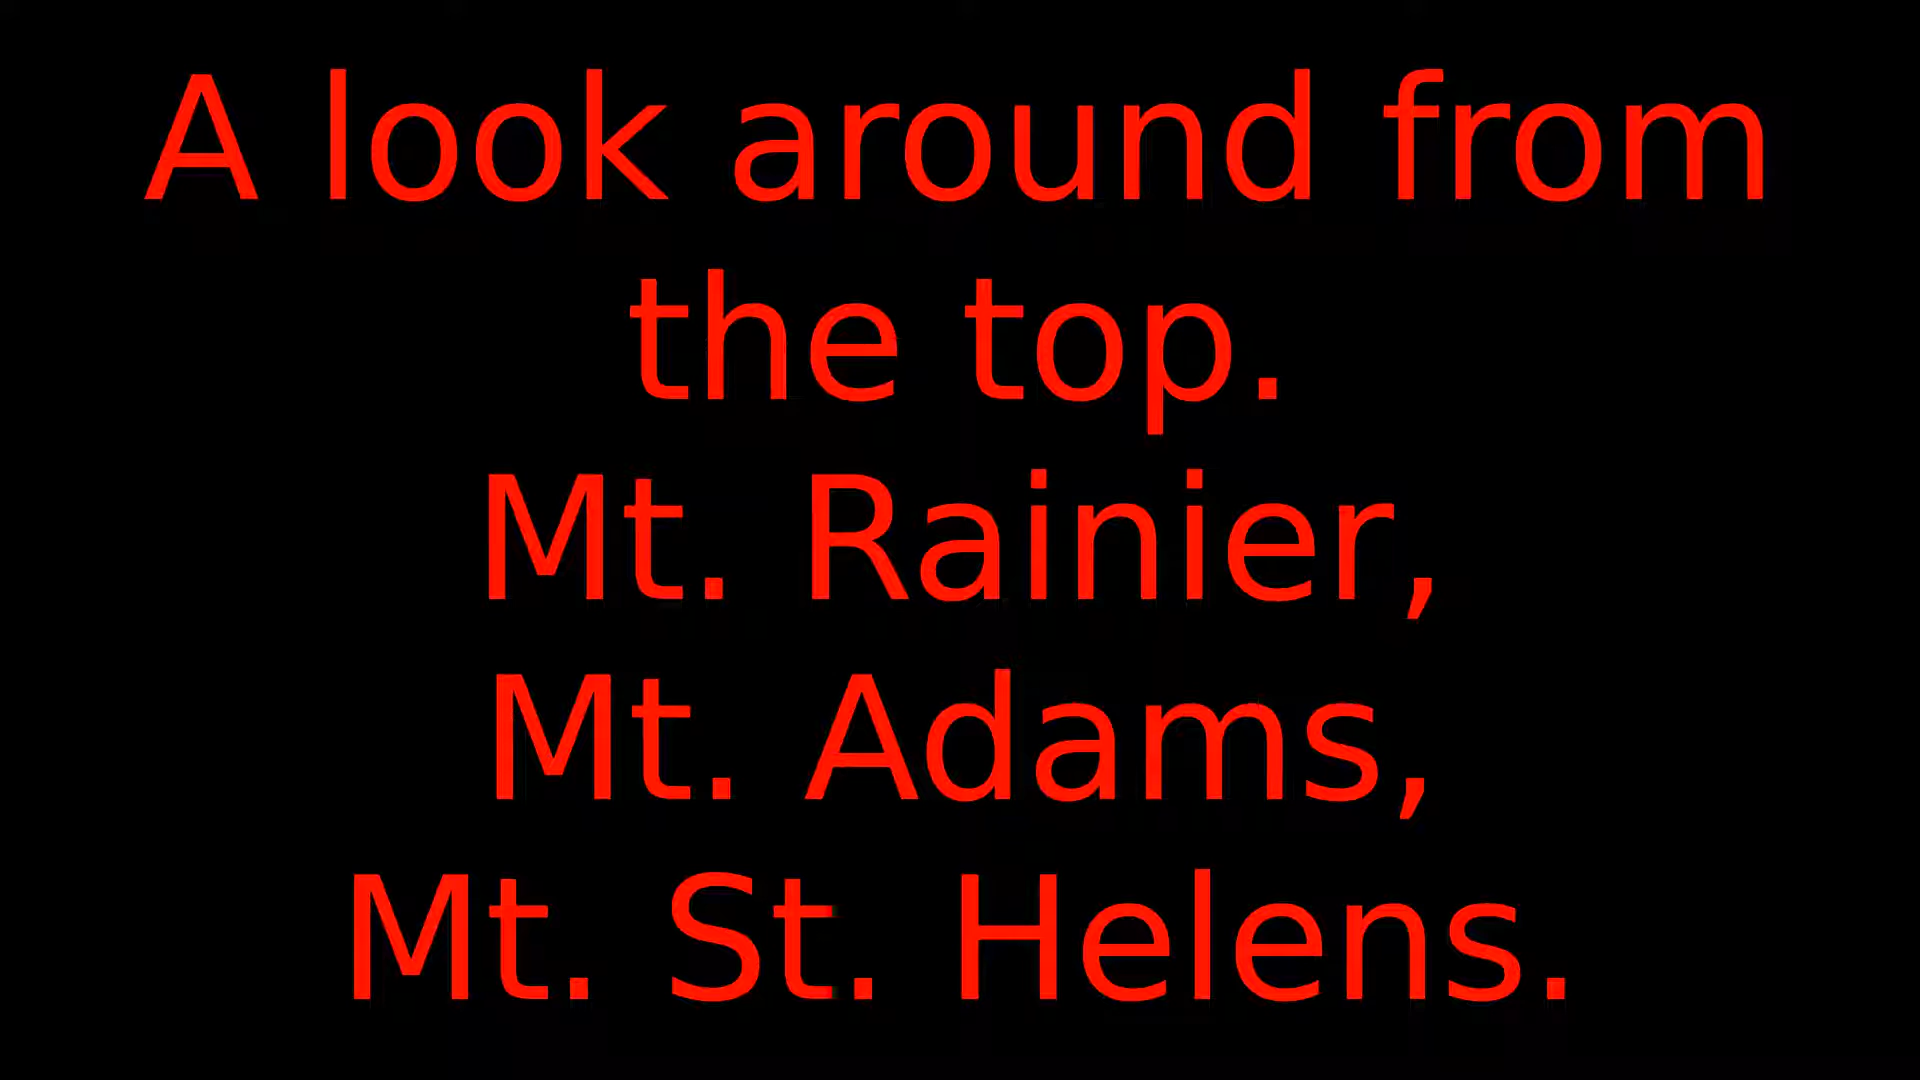 A look around from
the top.
Mt. Rainier,
Mt. Adams,
Mt. St. Helens.